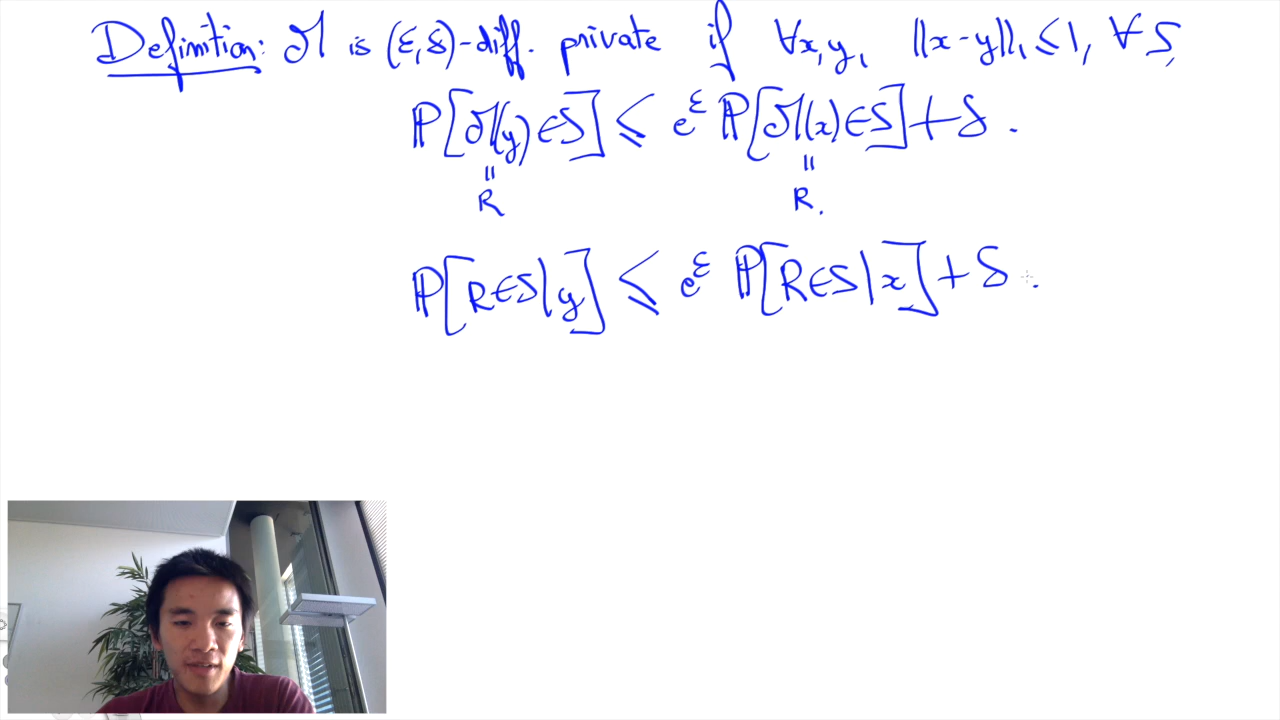 Definition: M is (ε,δ)-diff. private if ∀x,y, ||x-y||₁ ≤ 1, ∀S,
ℙ[M(y)∈S] ≤ e^ε ℙ[M(x)∈S] + δ.
= =
R R.
ℙ[R∈S|y] ≤ e^ε ℙ[R∈S|x] + δ.